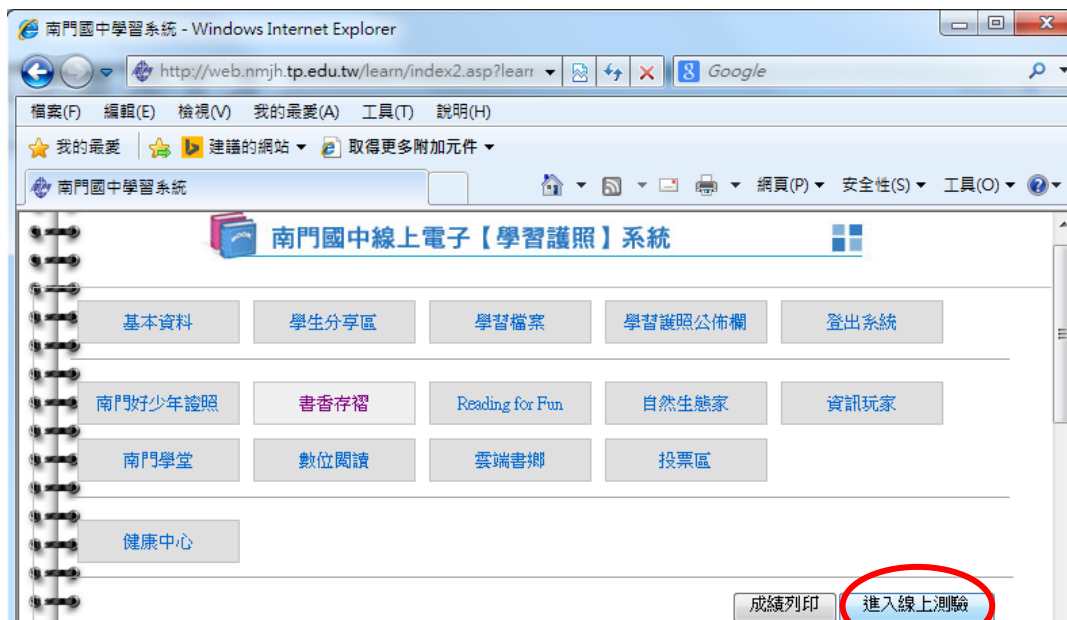 南門國中學習系統 - Windows Internet Explorer
http://web.nmjh.tp.edu.tw/learn/index2.asp?learr
Google
檔案(F) 編輯(E) 檢視(V) 我的最愛(A) 工具(T) 說明(H)
我的最愛 建議的網站 取得更多附加元件
南門國中學習系統 網頁(P) 安全性(S) 工具(O)
南門國中線上電子【學習護照】系統
基本資料 學生分享區 學習檔案 學習護照公佈欄 登出系統
南門好少年證照 書香存褶 Reading for Fun 自然生態家 資訊玩家
南門學堂 數位閱讀 雲端書鄉 投票區
健康中心
成績列印 進入線上測驗